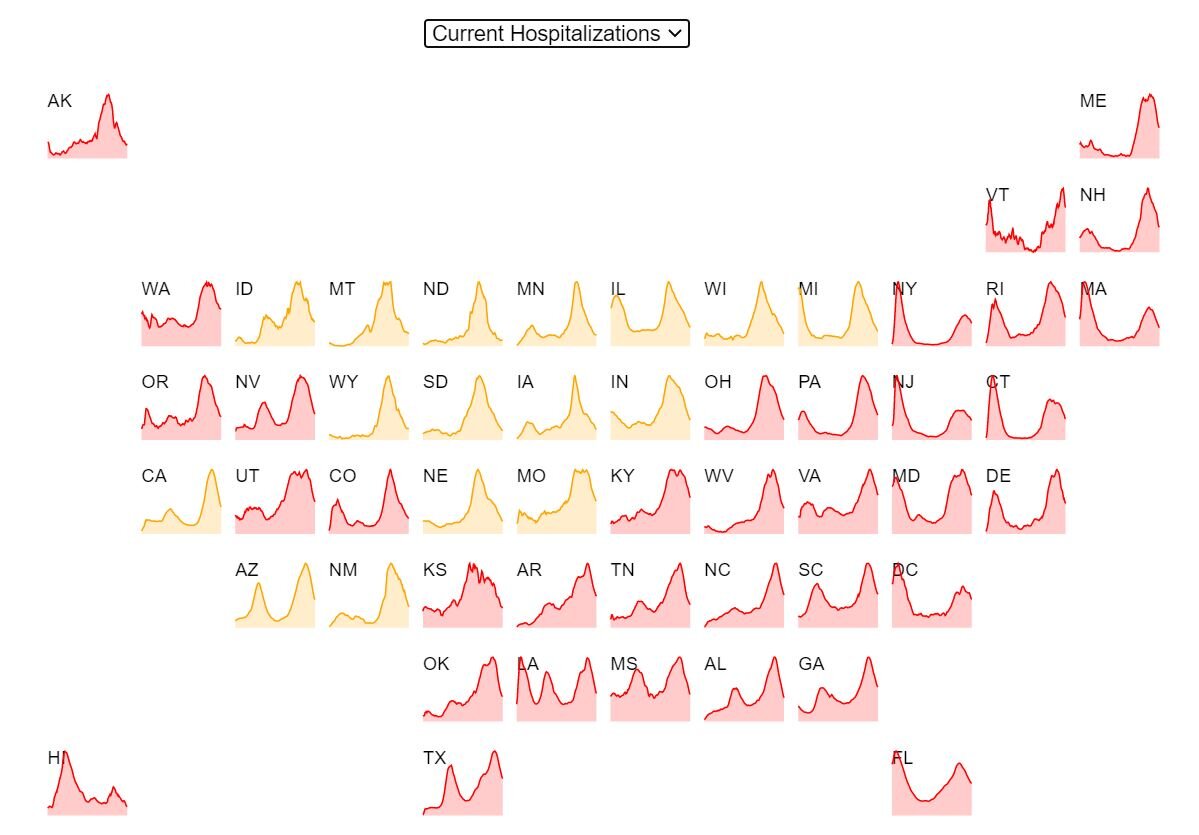 Current Hospitalizations
AK ME
VT NH
WA ID MT ND MN IL WI MI NY RI MA
OR NV WY SD IA IN OH PA NJ CT
CA UT CO NE MO KY WV VA MD DE
AZ NM KS AR TN NC SC DC
OK LA MS AL GA
HI TX FL